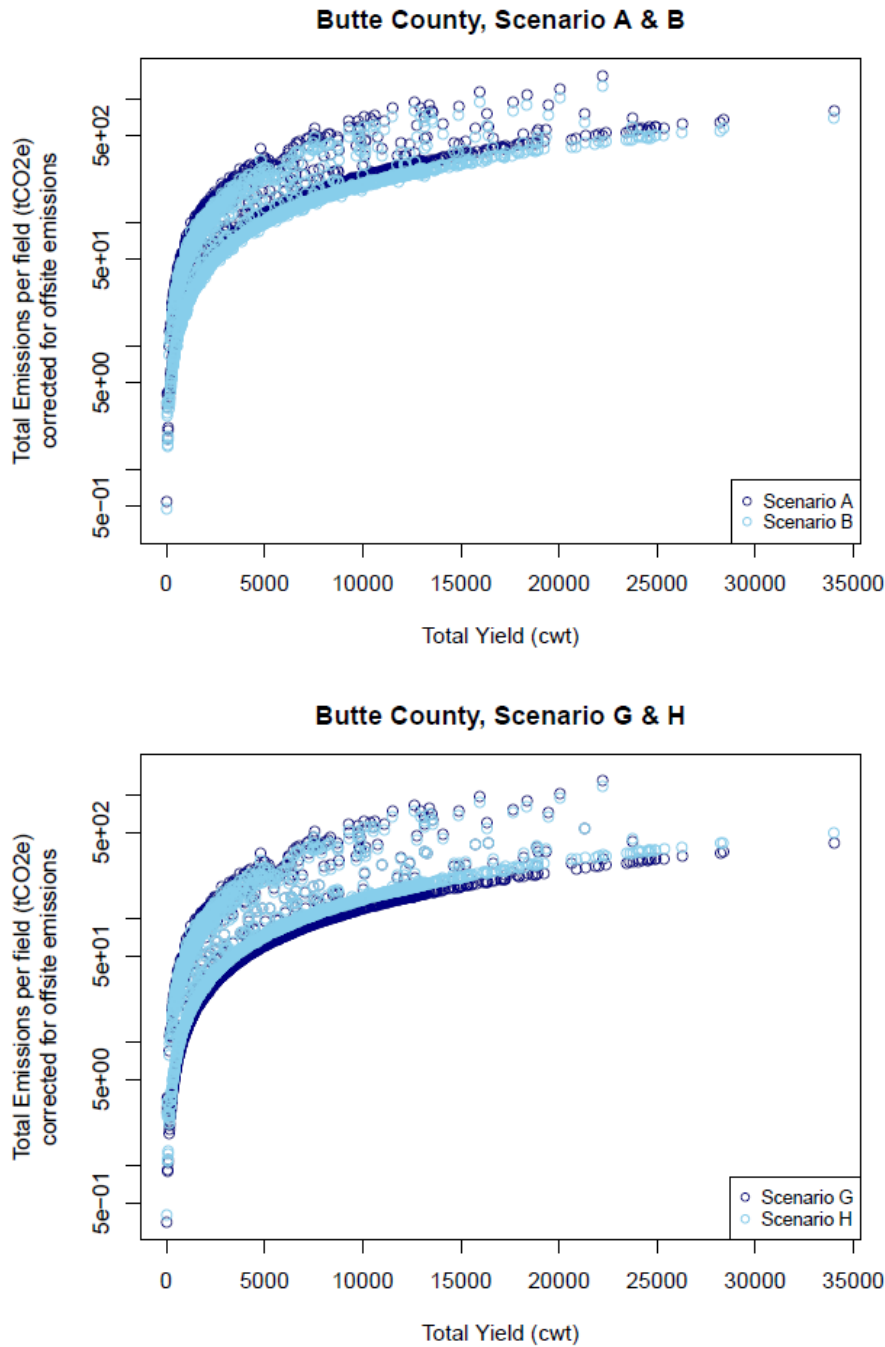 Butte County, Scenario A & B
Total Emissions per field (tCO2e)
corrected for offsite emissions
5e+02
5e+01
5e+00
5e−01
Scenario A
Scenario B
0 5000 10000 15000 20000 25000 30000 35000
Total Yield (cwt)
Butte County, Scenario G & H
Total Emissions per field (tCO2e)
corrected for offsite emissions
5e+02
5e+01
5e+00
5e−01
Scenario G
Scenario H
0 5000 10000 15000 20000 25000 30000 35000
Total Yield (cwt)